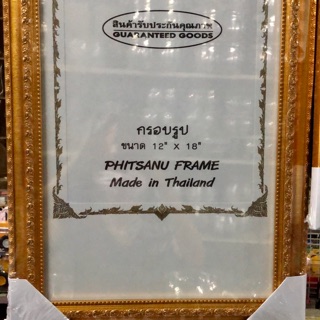 สินค้ารับประกันคุณภาพ
GUARANTEED GOODS
กรอบรูป
ขนาด 12" X 18"
PHITSANU FRAME
Made in Thailand